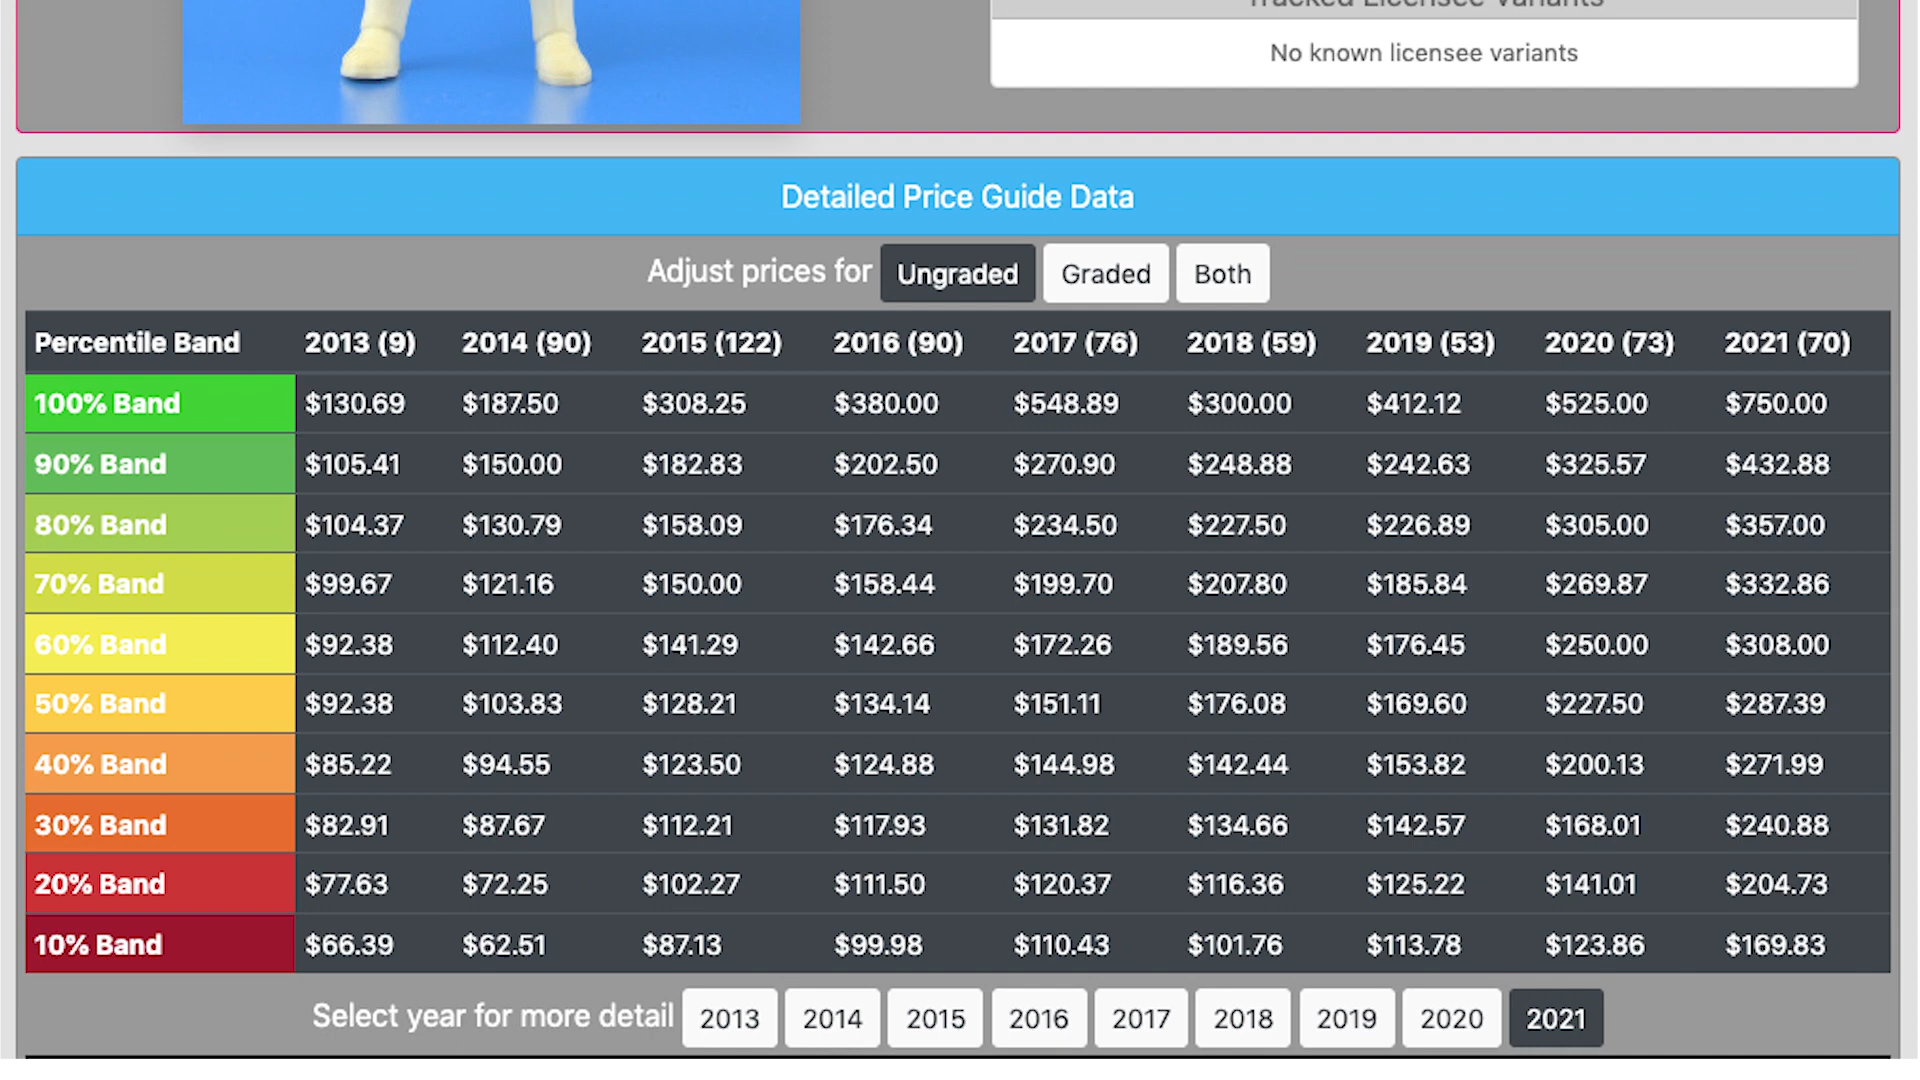 Tracked Licensee Variants
No known licensee variants
Detailed Price Guide Data
Adjust prices for Ungraded Graded Both
Percentile Band 2013 (9) 2014 (90) 2015 (122) 2016 (90) 2017 (76) 2018 (59) 2019 (53) 2020 (73) 2021 (70)
100% Band $130.69 $187.50 $308.25 $380.00 $548.89 $300.00 $412.12 $525.00 $750.00
90% Band $105.41 $150.00 $182.83 $202.50 $270.90 $248.88 $242.63 $325.57 $432.88
80% Band $104.37 $130.79 $158.09 $176.34 $234.50 $227.50 $226.89 $305.00 $357.00
70% Band $99.67 $121.16 $150.00 $158.44 $199.70 $207.80 $185.84 $269.87 $332.86
60% Band $92.38 $112.40 $141.29 $142.66 $172.26 $189.56 $176.45 $250.00 $308.00
50% Band $92.38 $103.83 $128.21 $134.14 $151.11 $176.08 $169.60 $227.50 $287.39
40% Band $85.22 $94.55 $123.50 $124.88 $144.98 $142.44 $153.82 $200.13 $271.99
30% Band $82.91 $87.67 $112.21 $117.93 $131.82 $134.66 $142.57 $168.01 $240.88
20% Band $77.63 $72.25 $102.27 $111.50 $120.37 $116.36 $125.22 $141.01 $204.73
10% Band $66.39 $62.51 $87.13 $99.98 $110.43 $101.76 $113.78 $123.86 $169.83
Select year for more detail 2013 2014 2015 2016 2017 2018 2019 2020 2021